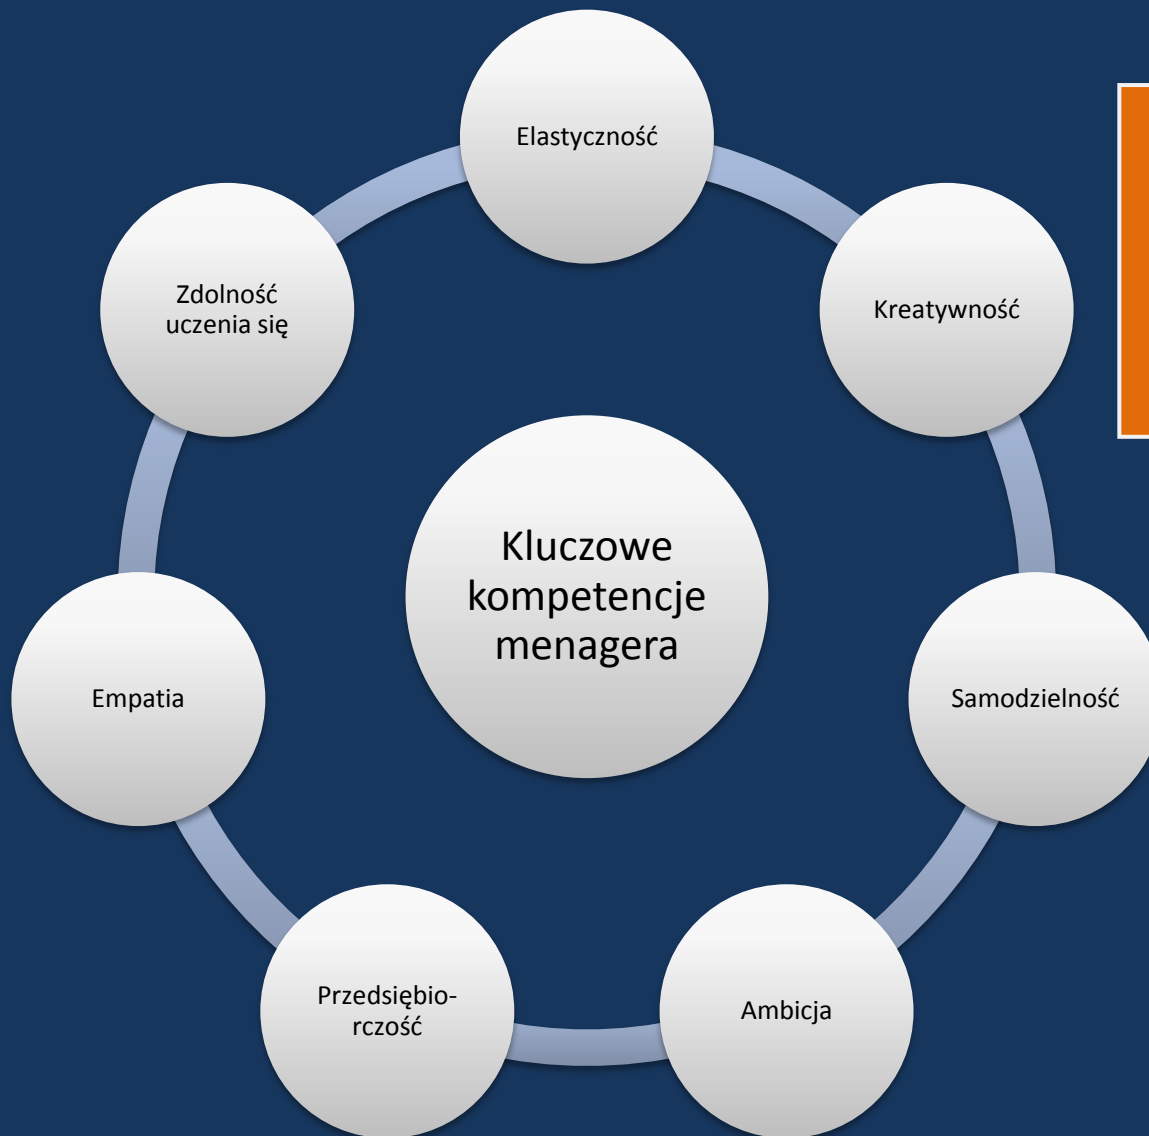 Elastyczność
Kreatywność
Samodzielność
Ambicja
Przedsiębio-
rczość
Empatia
Zdolność
uczenia się
Kluczowe
kompetencje
menagera